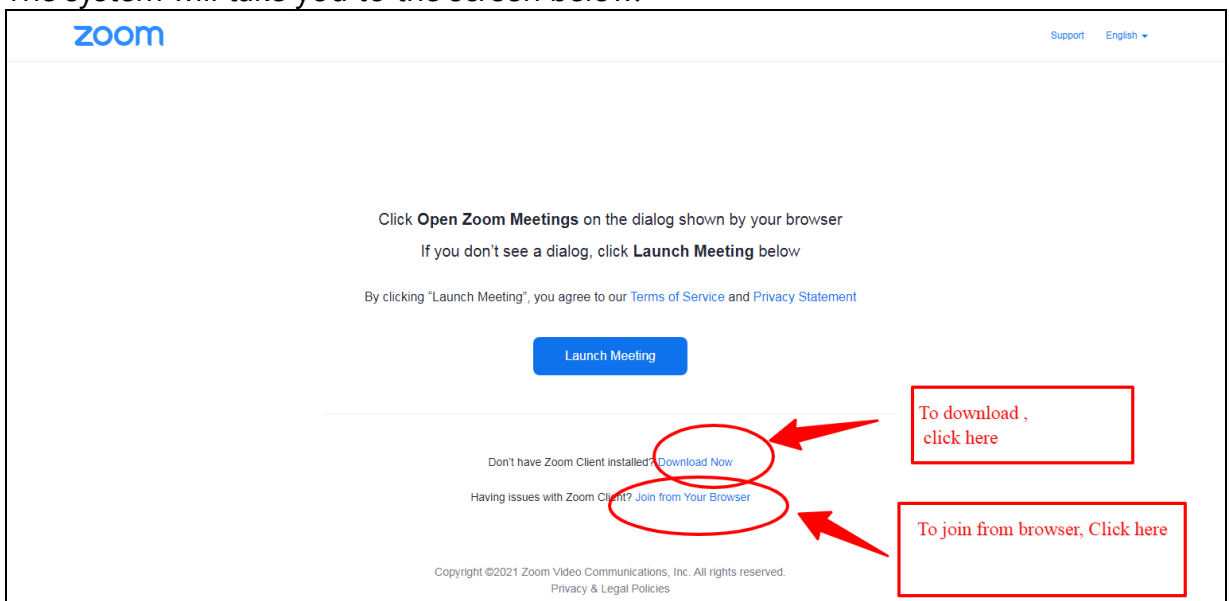 The system will take you to the screen below:
zoom
Support English
Click Open Zoom Meetings on the dialog shown by your browser
If you don't see a dialog, click Launch Meeting below
By clicking "Launch Meeting", you agree to our Terms of Service and Privacy Statement
Launch Meeting
To download ,
click here
Don't have Zoom Client installed? Download Now
Having issues with Zoom Client? Join from Your Browser
To join from browser, Click here
Copyright ©2021 Zoom Video Communications, Inc. All rights reserved.
Privacy & Legal Policies